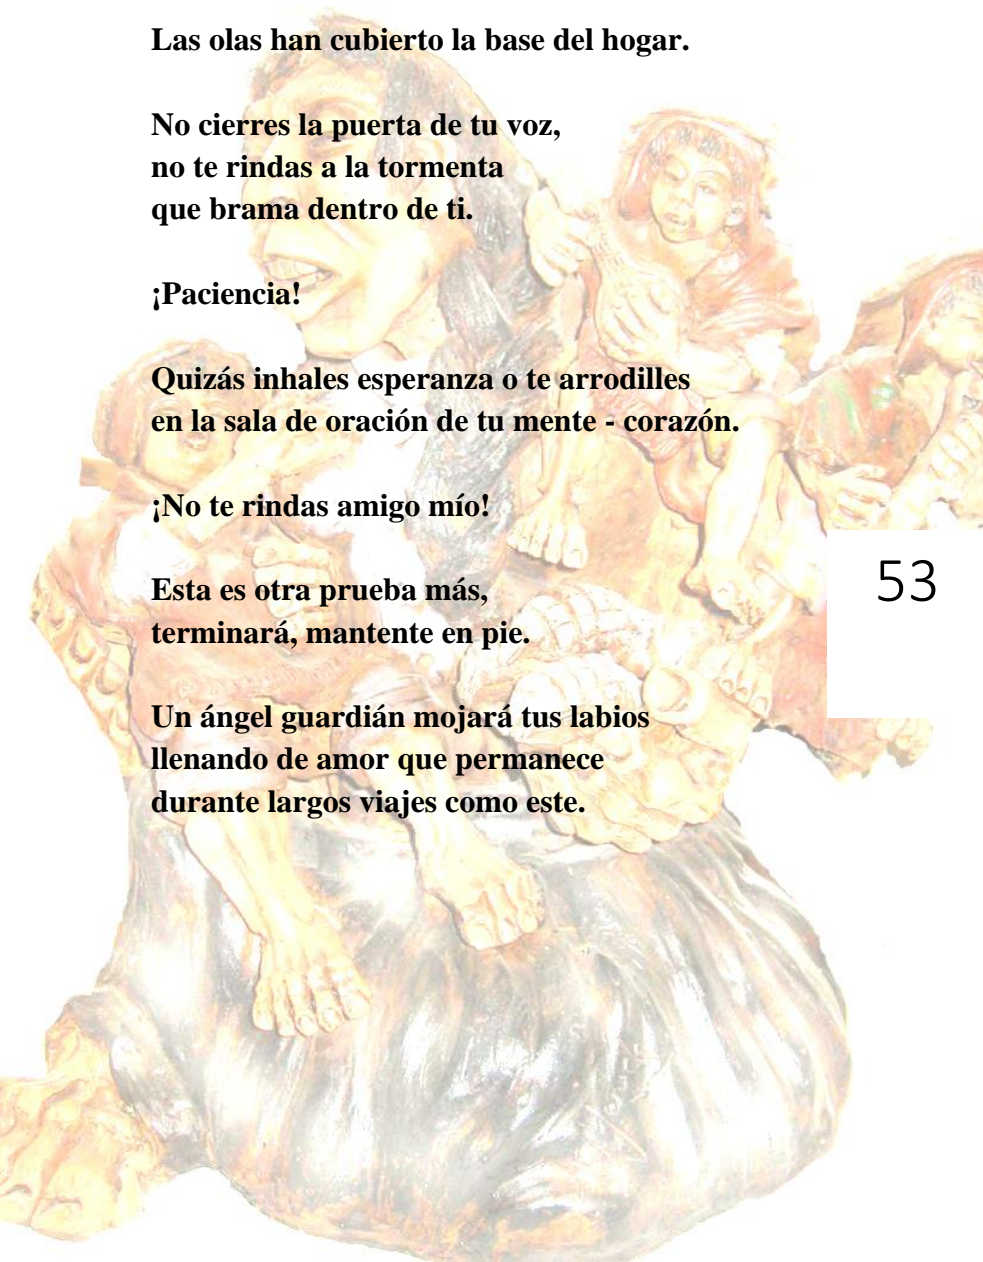 Las olas han cubierto la base del hogar.
No cierres la puerta de tu voz,
no te rindas a la tormenta
que brama dentro de ti.
¡Paciencia!
Quizás inhales esperanza o te arrodilles
en la sala de oración de tu mente - corazón.
¡No te rindas amigo mío!
Esta es otra prueba más,
terminará, mantente en pie.
Un ángel guardián mojará tus labios
llenando de amor que permanece
durante largos viajes como este.
53